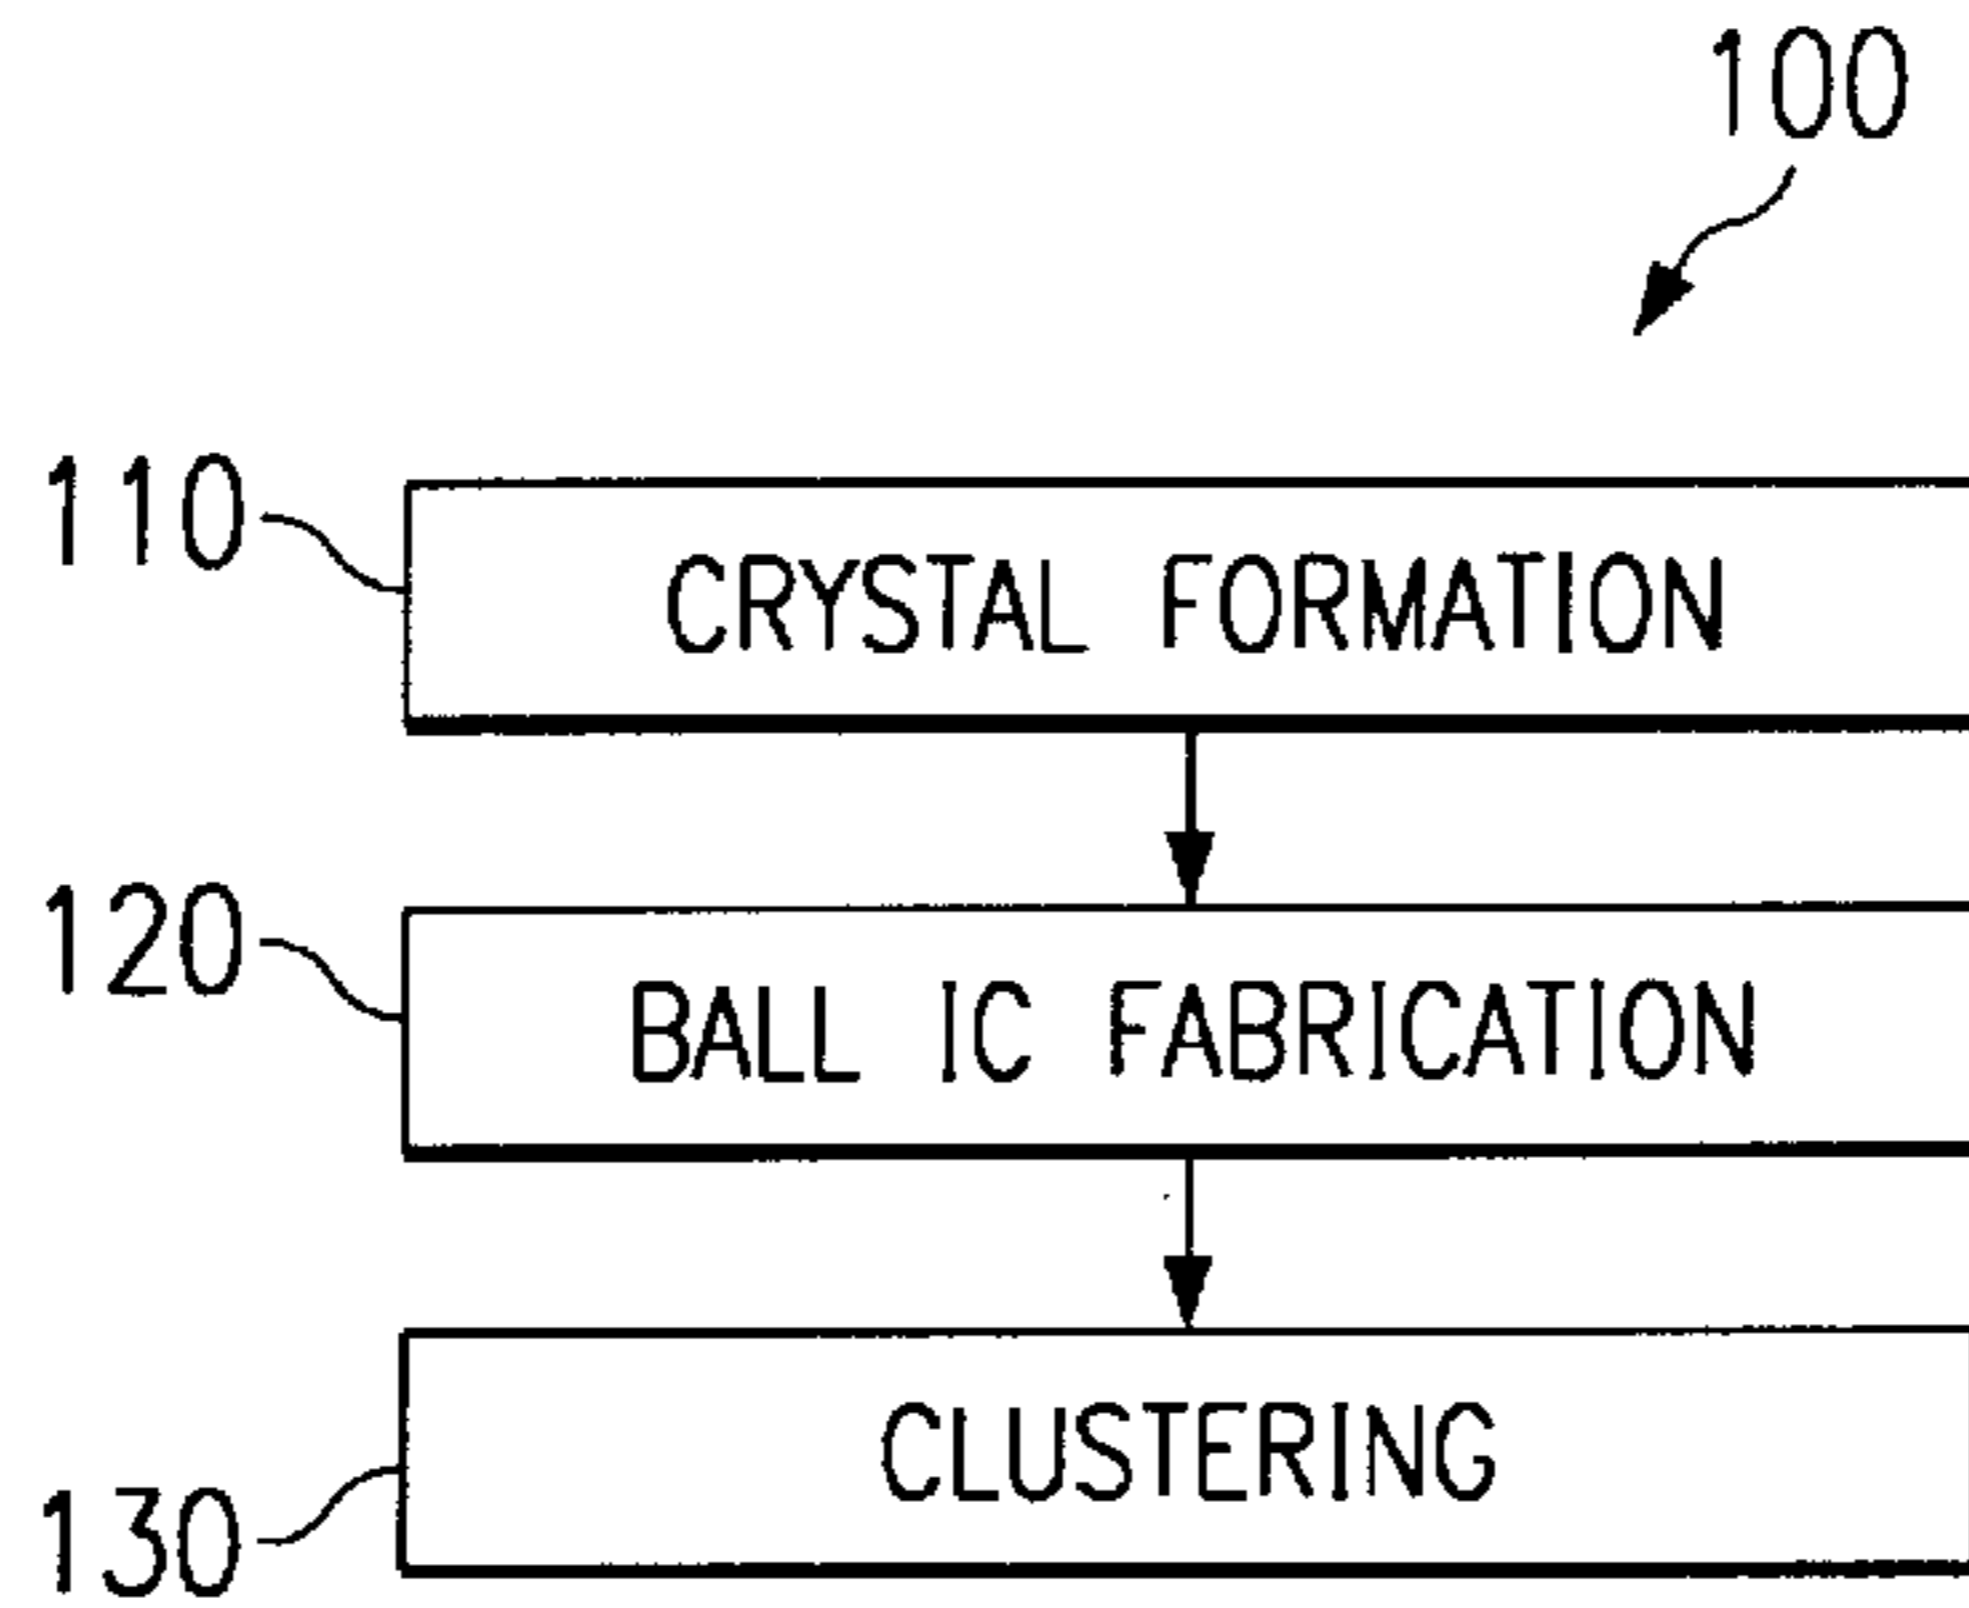 100
110
CRYSTAL FORMATION
120
BALL IC FABRICATION
CLUSTERING
130